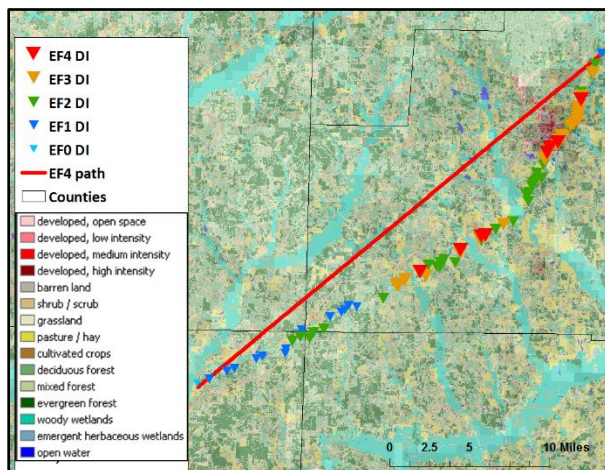 EF4 DI
EF3 DI
EF2 DI
EF1 DI
EF0 DI
EF4 path
Counties
developed, open space
developed, low intensity
developed, medium intensity
developed, high intensity
barren land
shrub / scrub
grassland
pasture / hay
cultivated crops
deciduous forest
mixed forest
evergreen forest
woody wetlands
emergent herbaceous wetlands
open water
0 2.5 5 10 Miles